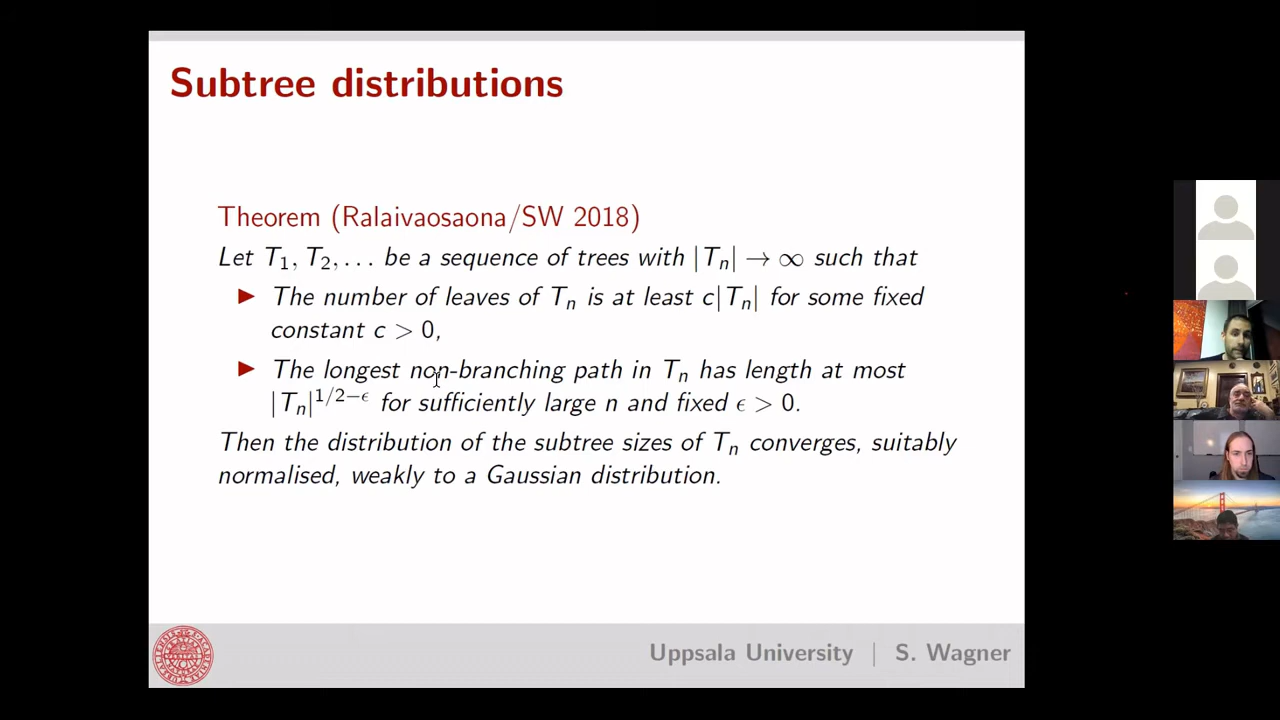 Subtree distributions
Theorem (Ralaivaosaona/SW 2018)
Let T₁, T₂, . . . be a sequence of trees with |Tₙ| → ∞ such that
▶ The number of leaves of Tₙ is at least c|Tₙ| for some fixed
constant c > 0,
▶ The longest non-branching path in Tₙ has length at most
|Tₙ|^{1/2−ϵ} for sufficiently large n and fixed ϵ > 0.
Then the distribution of the subtree sizes of Tₙ converges, suitably
normalised, weakly to a Gaussian distribution.
Uppsala University | S. Wagner